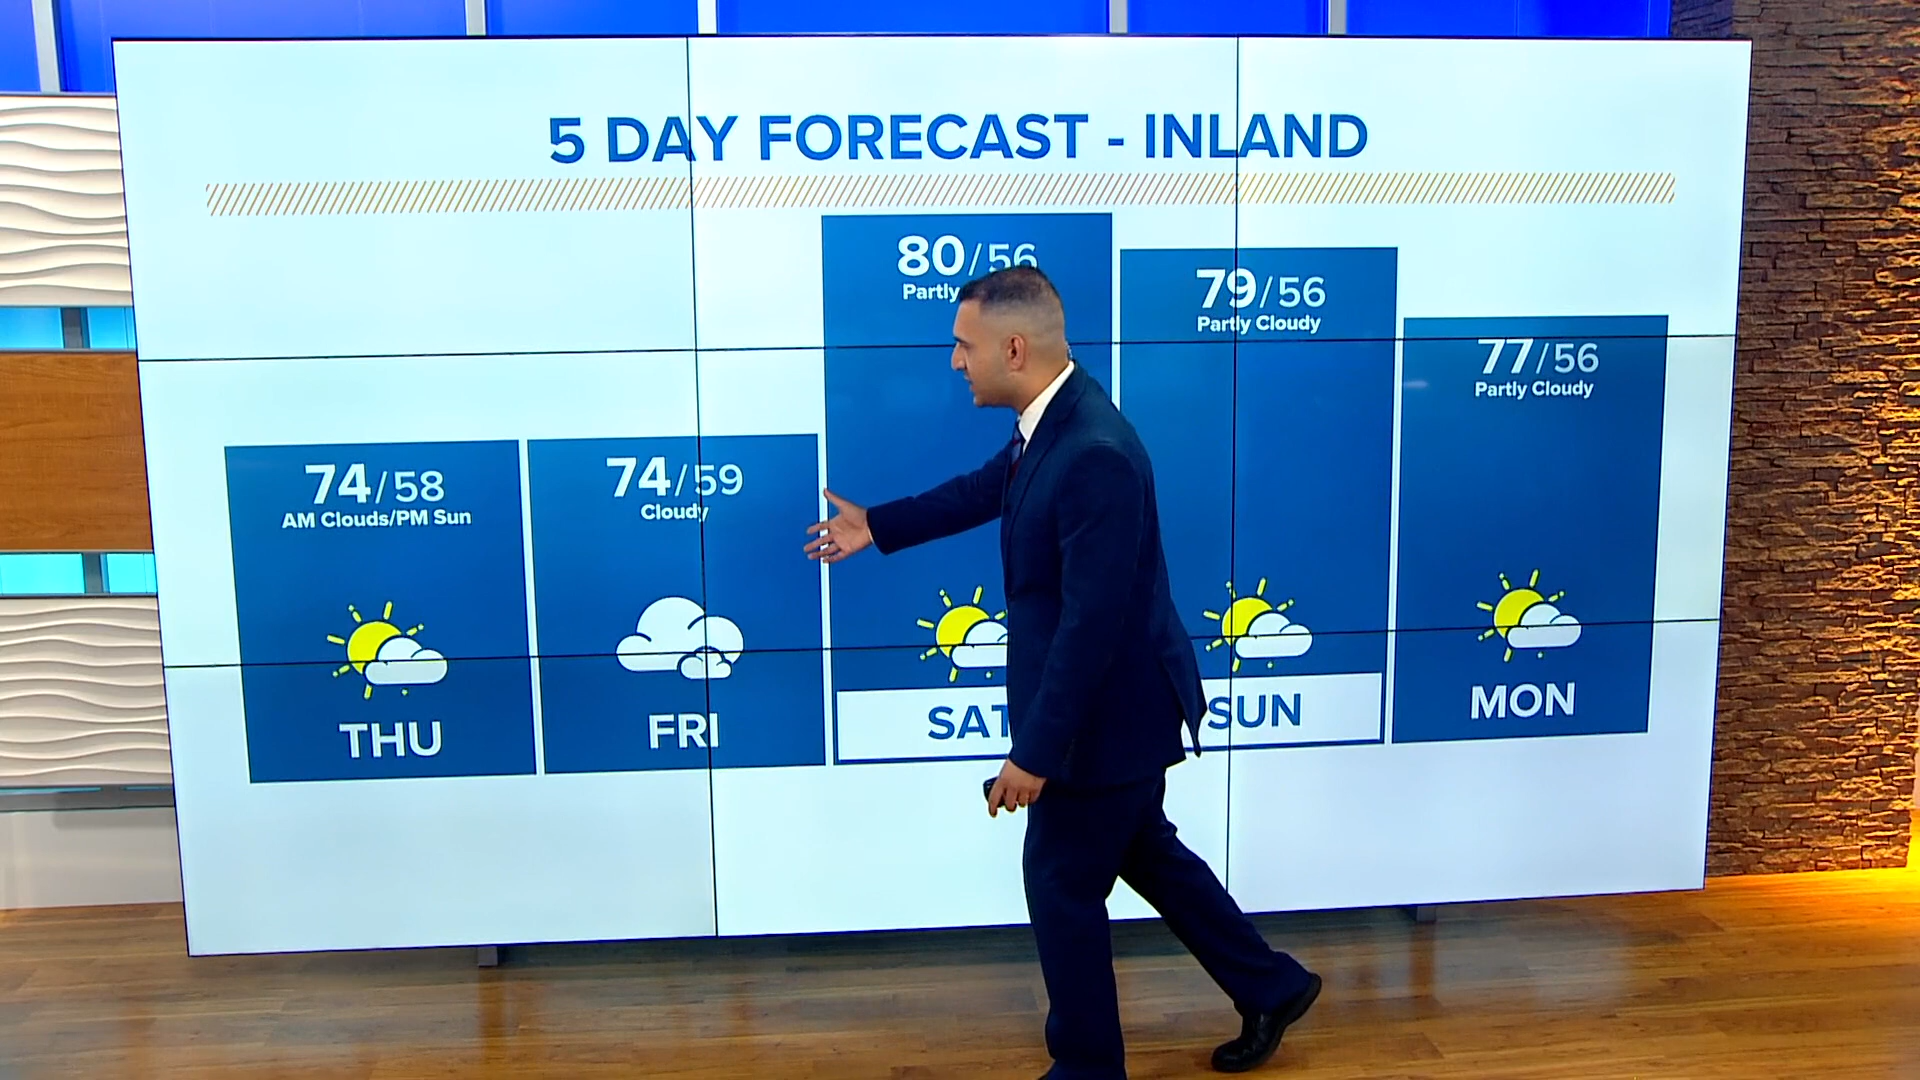 5 DAY FORECAST - INLAND
74/58
AM Clouds/PM Sun
THU
74/59
Cloudy
FRI
80/56
Partly
SAT
79/56
Partly Cloudy
SUN
77/56
Partly Cloudy
MON